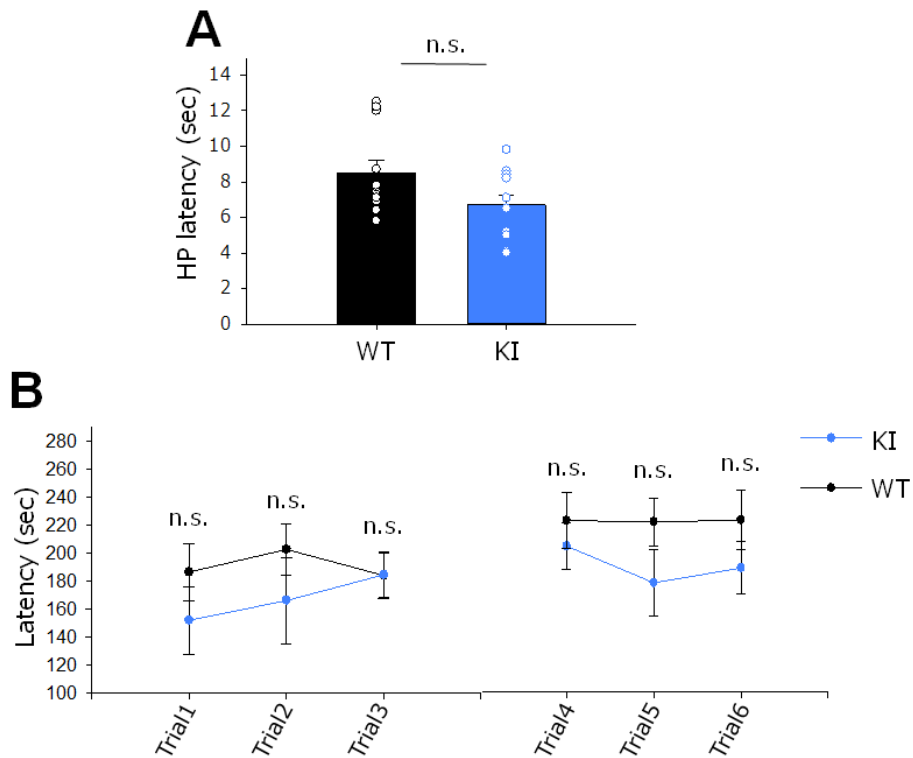 A
n.s.
HP latency (sec)
14
12
10
8
6
4
2
0
WT
KI
B
Latency (sec)
280
260
240
220
200
180
160
140
120
100
n.s.
n.s.
n.s.
n.s.
n.s.
n.s.
KI
WT
Trial1
Trial2
Trial3
Trial4
Trial5
Trial6